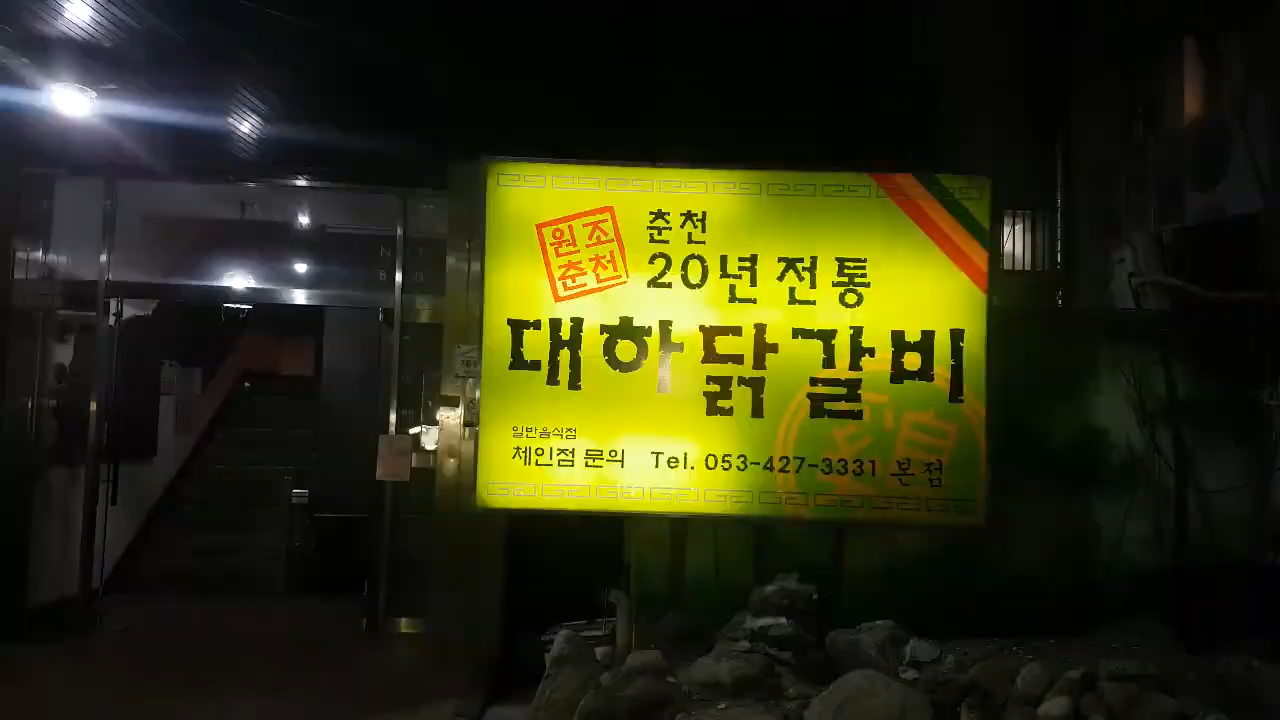 원조
춘천
춘천
20년 전통
대하닭갈비
일반음식점
체인점 문의 Tel. 053-427-3331 본점